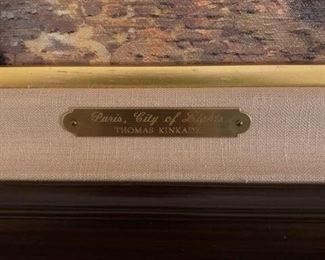 Paris, City of Lights
THOMAS KINKADE